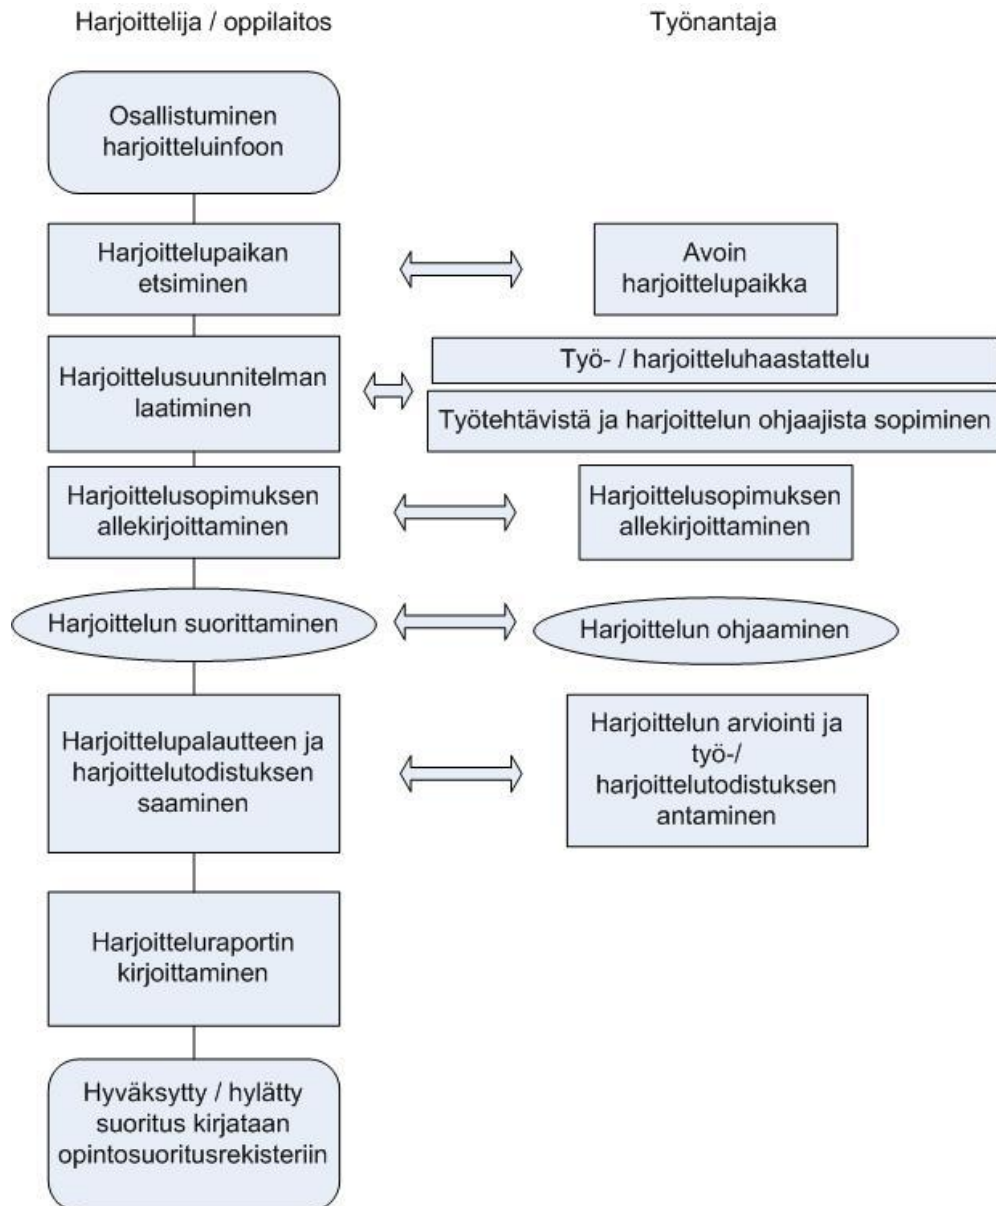 Harjoittelija / oppilaitos
Työnantaja
Osallistuminen
harjoitteluinfoon
Harjoittelupaikan
etsiminen
Avoin
harjoittelupaikka
Harjoittelusuunnitelman
laatiminen
Työ- / harjoitteluhaastattelu
Työtehtävistä ja harjoittelun ohjaajista sopiminen
Harjoittelusopimuksen
allekirjoittaminen
Harjoittelusopimuksen
allekirjoittaminen
Harjoittelun suorittaminen
Harjoittelun ohjaaminen
Harjoittelupalautteen ja
harjoittelutodistuksen
saaminen
Harjoittelun arviointi ja
työ-/
harjoittelutodistuksen
antaminen
Harjoitteluraportin
kirjoittaminen
Hyväksytty / hylätty
suoritus kirjataan
opintosuoritusrekisteriin